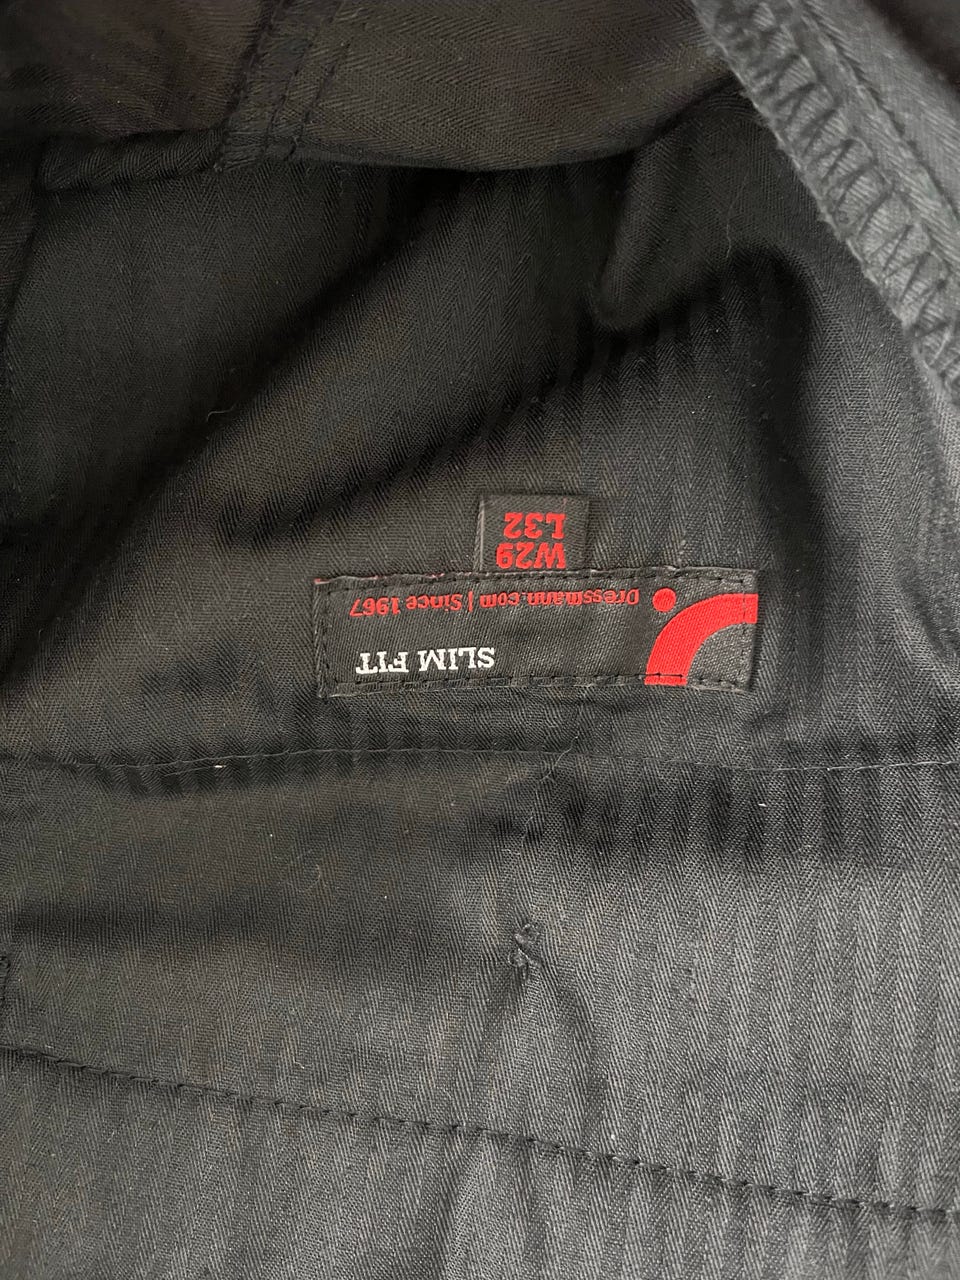 SLIM FIT
Dressmann.com | Since 1967
W29
L32